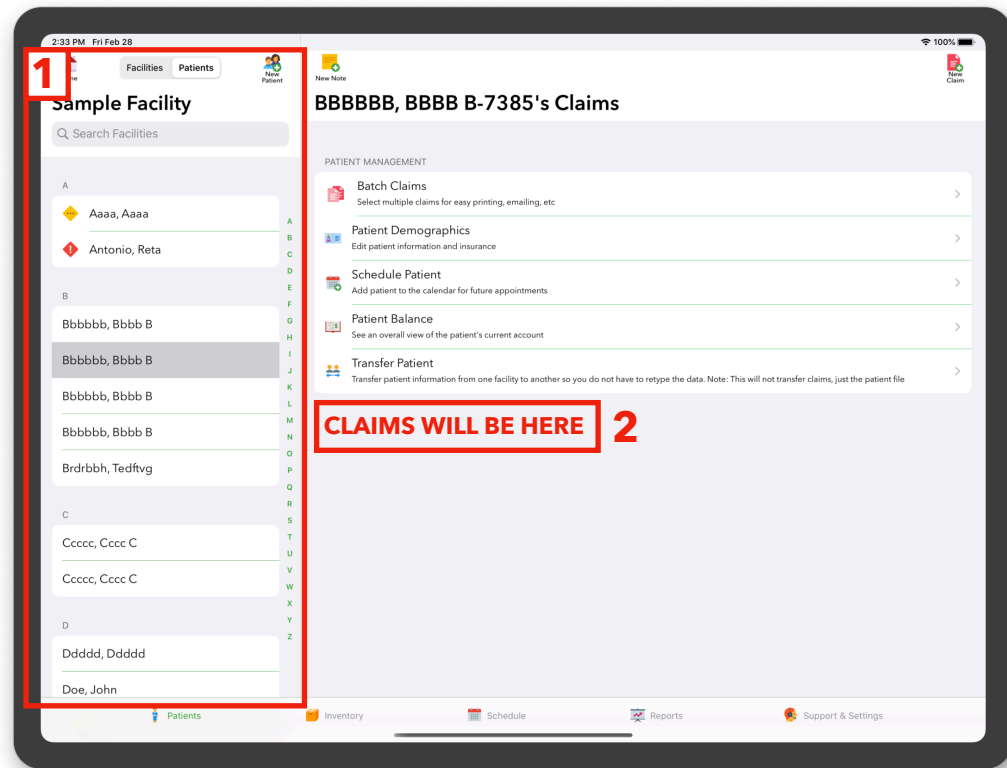 2:33 PM Fri Feb 28
100%
1
Facilities Patients
New Patient
New Note
New Claim
Sample Facility
BBBBBB, BBBB B-7385's Claims
Search Facilities
A
Aaaa, Aaaa
Antonio, Reta
B
Bbbbbb, Bbbb B
Bbbbbb, Bbbb B
Bbbbbb, Bbbb B
Bbbbbb, Bbbb B
Brdrbbh, Tedftvg
C
Ccccc, Cccc C
Ccccc, Cccc C
D
Ddddd, Ddddd
Doe, John
A
B
C
D
E
F
G
H
I
J
K
L
M
N
O
P
Q
R
S
T
U
V
W
X
Y
Z
PATIENT MANAGEMENT
Batch Claims
Select multiple claims for easy printing, emailing, etc
Patient Demographics
Edit patient information and insurance
Schedule Patient
Add patient to the calendar for future appointments
Patient Balance
See an overall view of the patient's current account
Transfer Patient
Transfer patient information from one facility to another so you do not have to retype the data. Note: This will not transfer claims, just the patient file
CLAIMS WILL BE HERE 2
Patients Inventory Schedule Reports Support & Settings